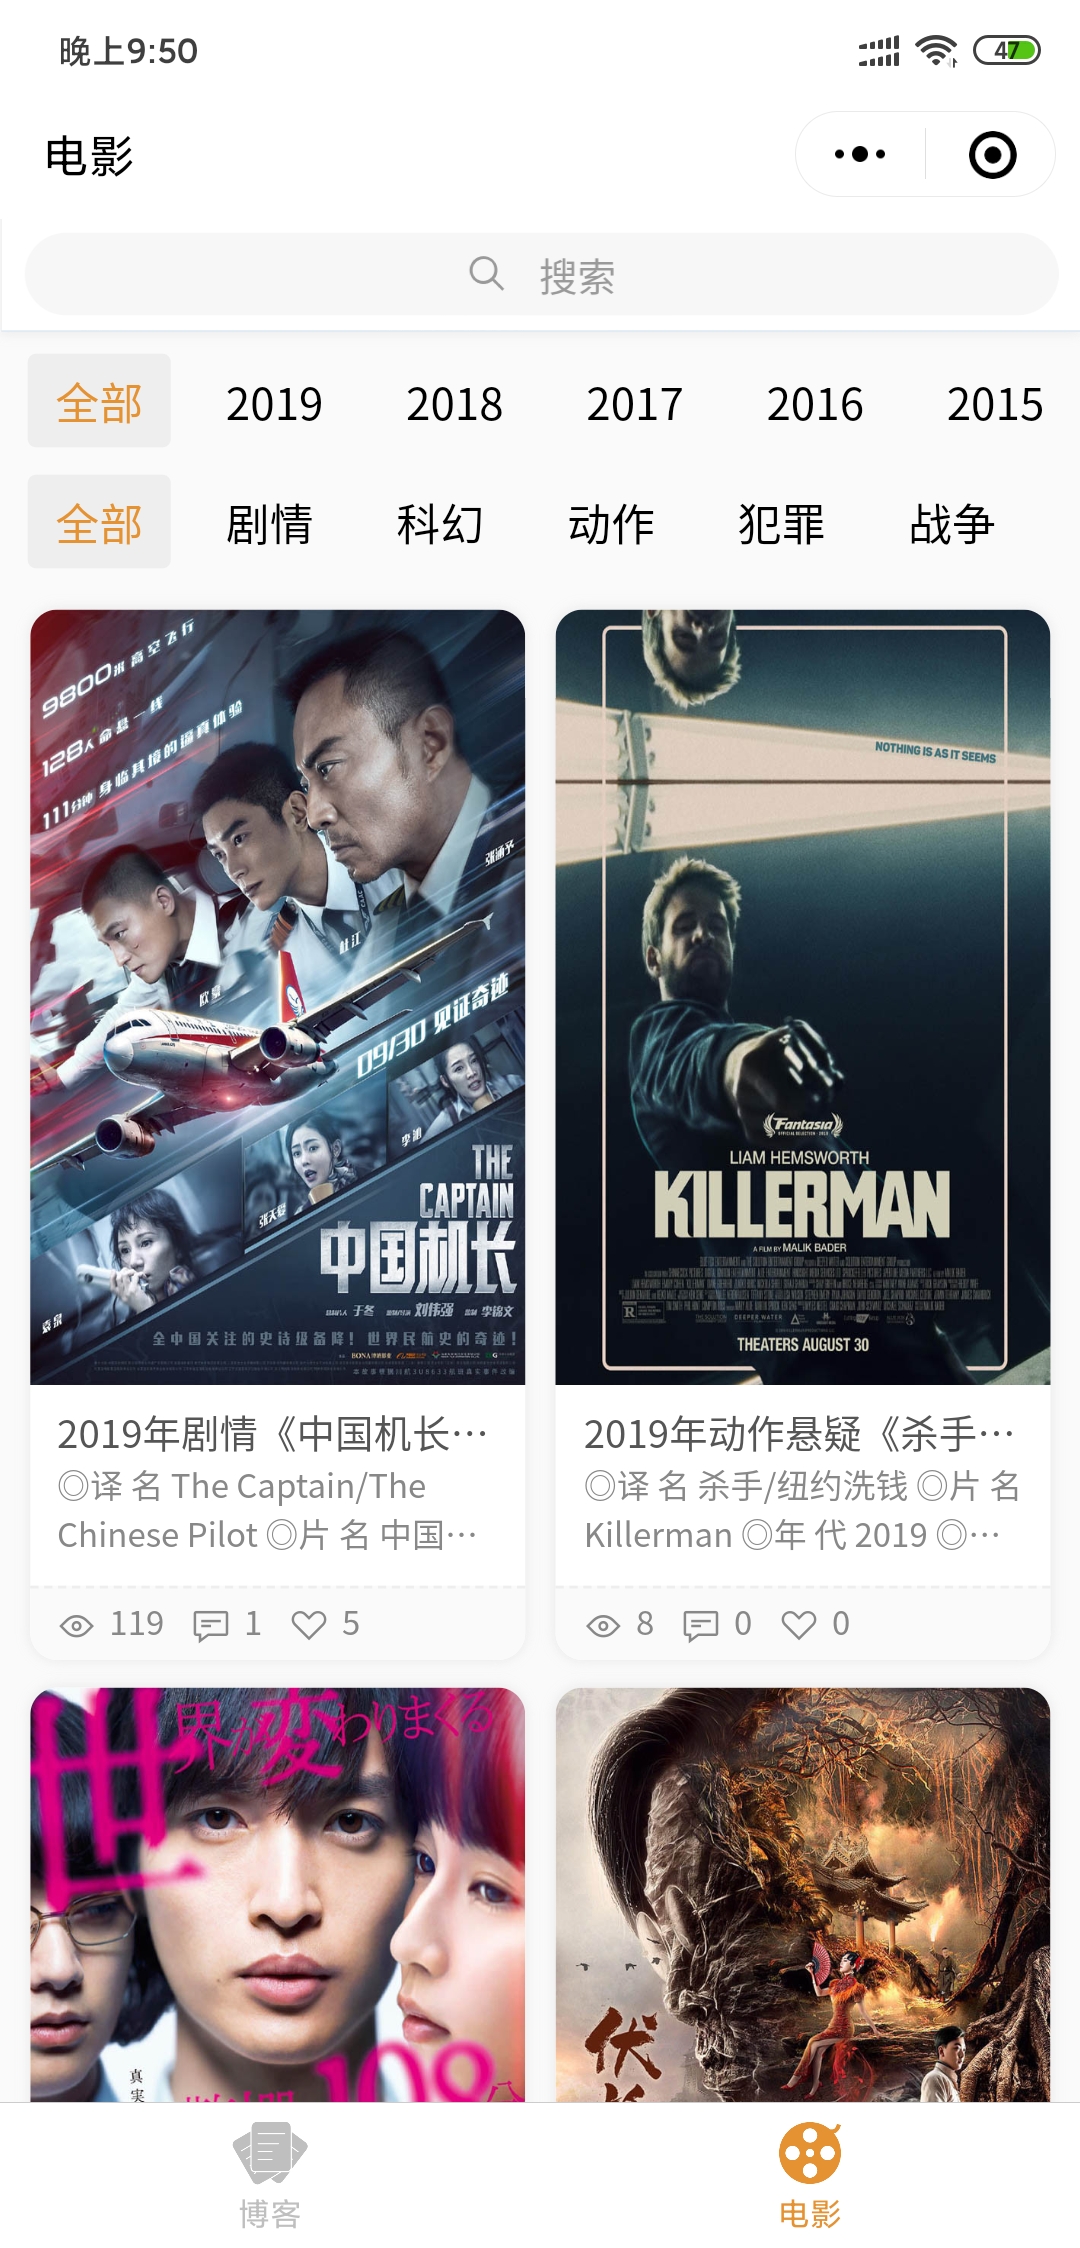 晚上9:50
47
电影
搜索
全部 2019 2018 2017 2016 2015
全部 剧情 科幻 动作 犯罪 战争
9800米高空飞行
128人命悬一线
111分钟 身临其境的逼真体验
张涵予
杜江
欧豪
09/30 见证奇迹
李沁
张天爱
袁泉
THE
CAPTAIN
中国机长
于冬 刘伟强 李锦文
全中国关注的史诗级备降！世界民航史的奇迹！
BONA
NOTHING IS AS IT SEEMS
Fantasia
LIAM HEMSWORTH
KILLERMAN
A FILM BY MALIK BADER
R
THEATERS AUGUST 30
2019年剧情《中国机长…
◎译 名 The Captain/The
Chinese Pilot ◎片 名 中国…
119 1 5
2019年动作悬疑《杀手…
◎译 名 杀手/纽约洗钱 ◎片 名
Killerman ◎年 代 2019 ◎…
8 0 0
世界が変わりまくる
真実
108
伏
博客
电影